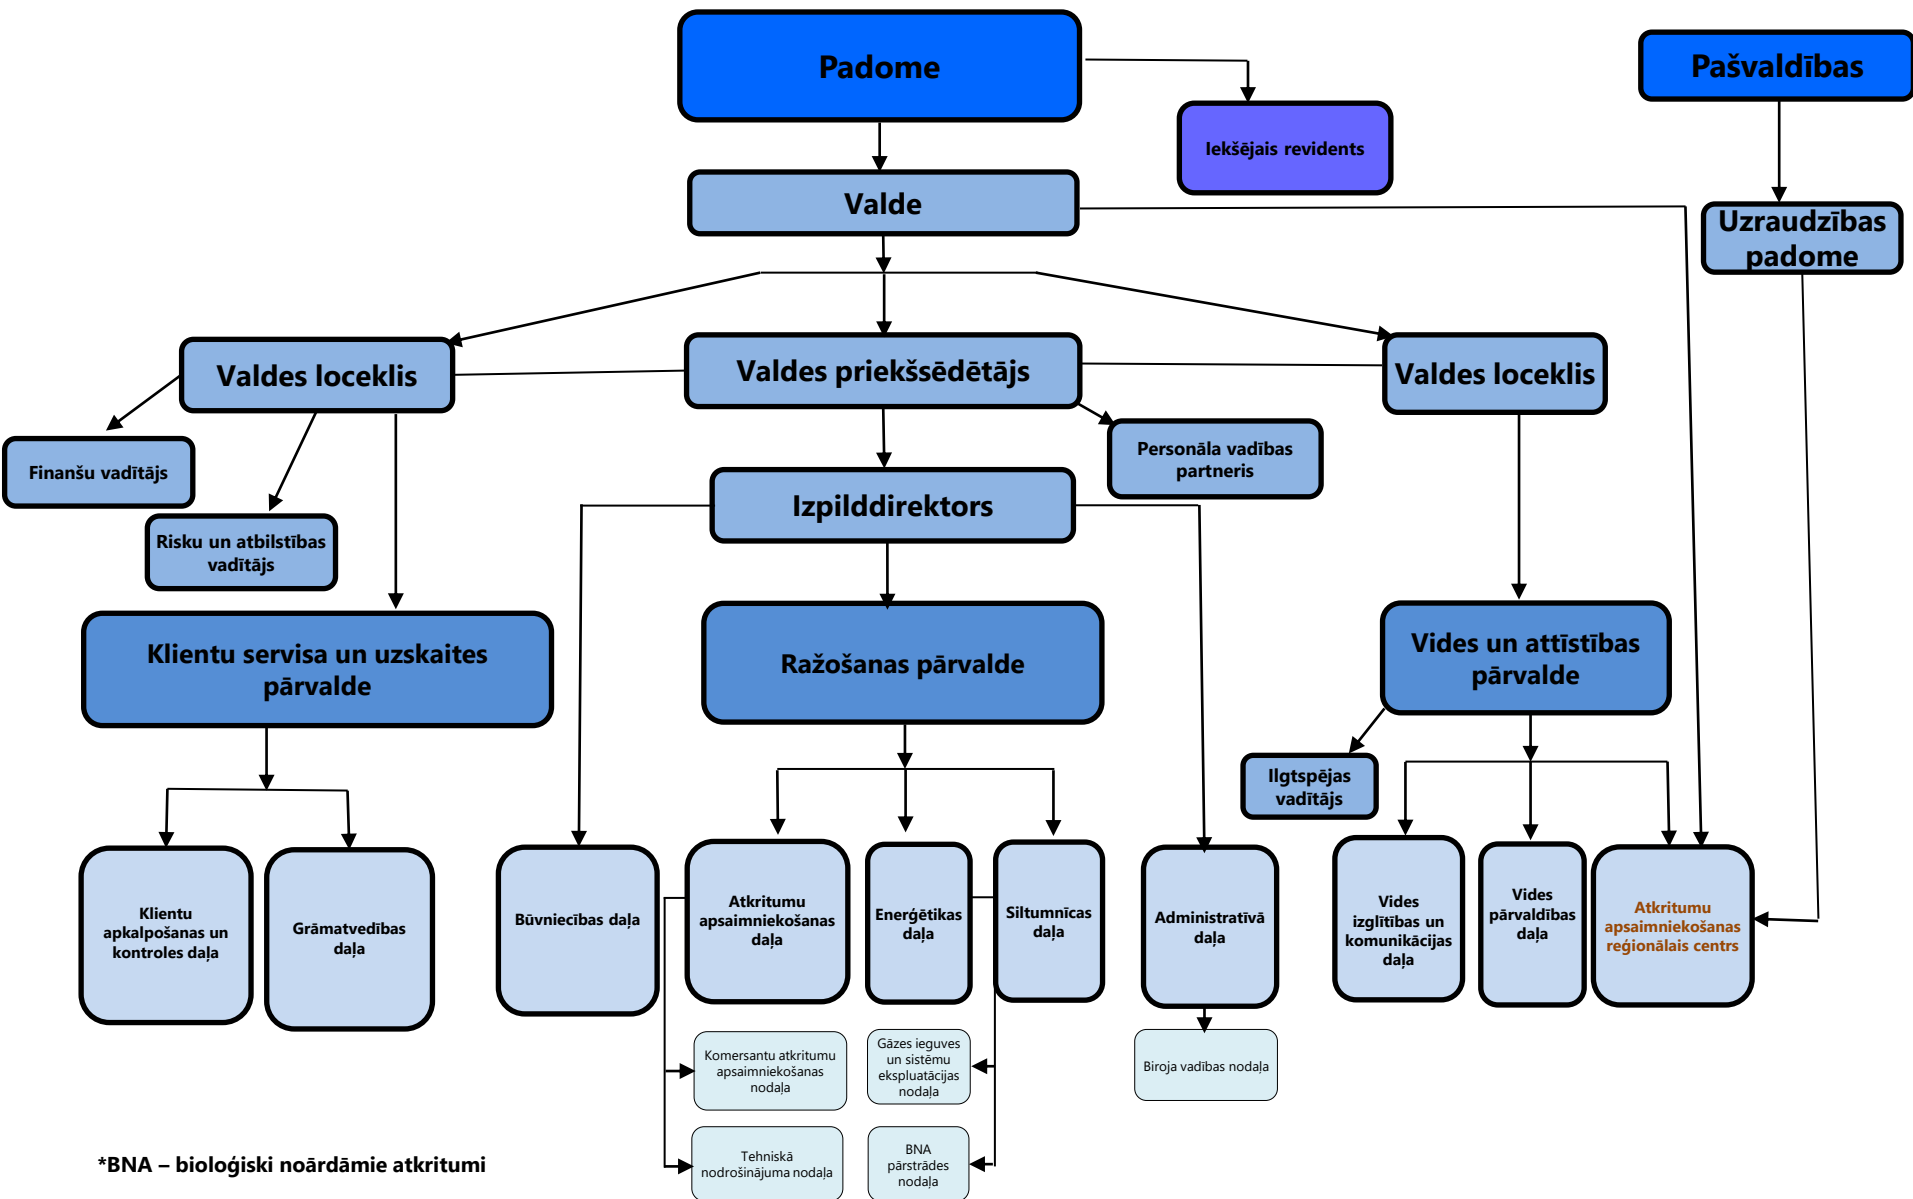 Padome
Pašvaldības
Iekšējais revidents
Valde
Uzraudzības
padome
Valdes loceklis
Valdes priekšsēdētājs
Valdes loceklis
Finanšu vadītājs
Personāla vadības
partneris
Izpilddirektors
Risku un atbilstības
vadītājs
Klientu servisa un uzskaites
pārvalde
Ražošanas pārvalde
Vides un attīstības
pārvalde
Ilgtspējas
vadītājs
Klientu
apkalpošanas un
kontroles daļa
Grāmatvedības
daļa
Būvniecības daļa
Atkritumu
apsaimniekošanas
daļa
Enerģētikas
daļa
Siltumnīcas
daļa
Administratīvā
daļa
Vides
izglītības un
komunikācijas
daļa
Vides
pārvaldības
daļa
Atkritumu
apsaimniekošanas
reģionālais centrs
Komersantu atkritumu
apsaimniekošanas
nodaļa
Gāzes ieguves
un sistēmu
ekspluatācijas
nodaļa
Biroja vadības nodaļa
Tehniskā
nodrošinājuma nodaļa
BNA
pārstrādes
nodaļa
*BNA – bioloģiski noārdāmie atkritumi